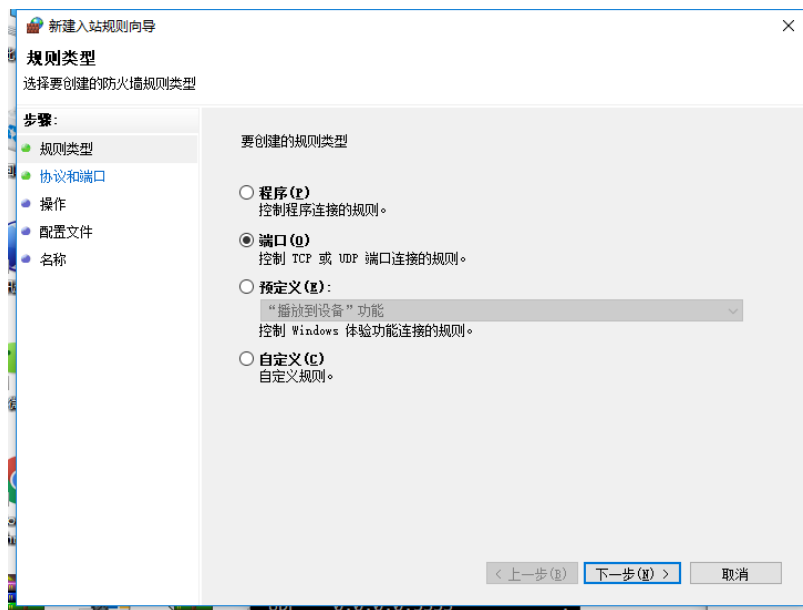 新建入站规则向导
规则类型
选择要创建的防火墙规则类型
步骤:
规则类型
协议和端口
操作
配置文件
名称
要创建的规则类型
程序(P)
控制程序连接的规则。
端口(O)
控制 TCP 或 UDP 端口连接的规则。
预定义(E):
“播放到设备”功能
控制 Windows 体验功能连接的规则。
自定义(C)
自定义规则。
< 上一步(B)
下一步(N) >
取消